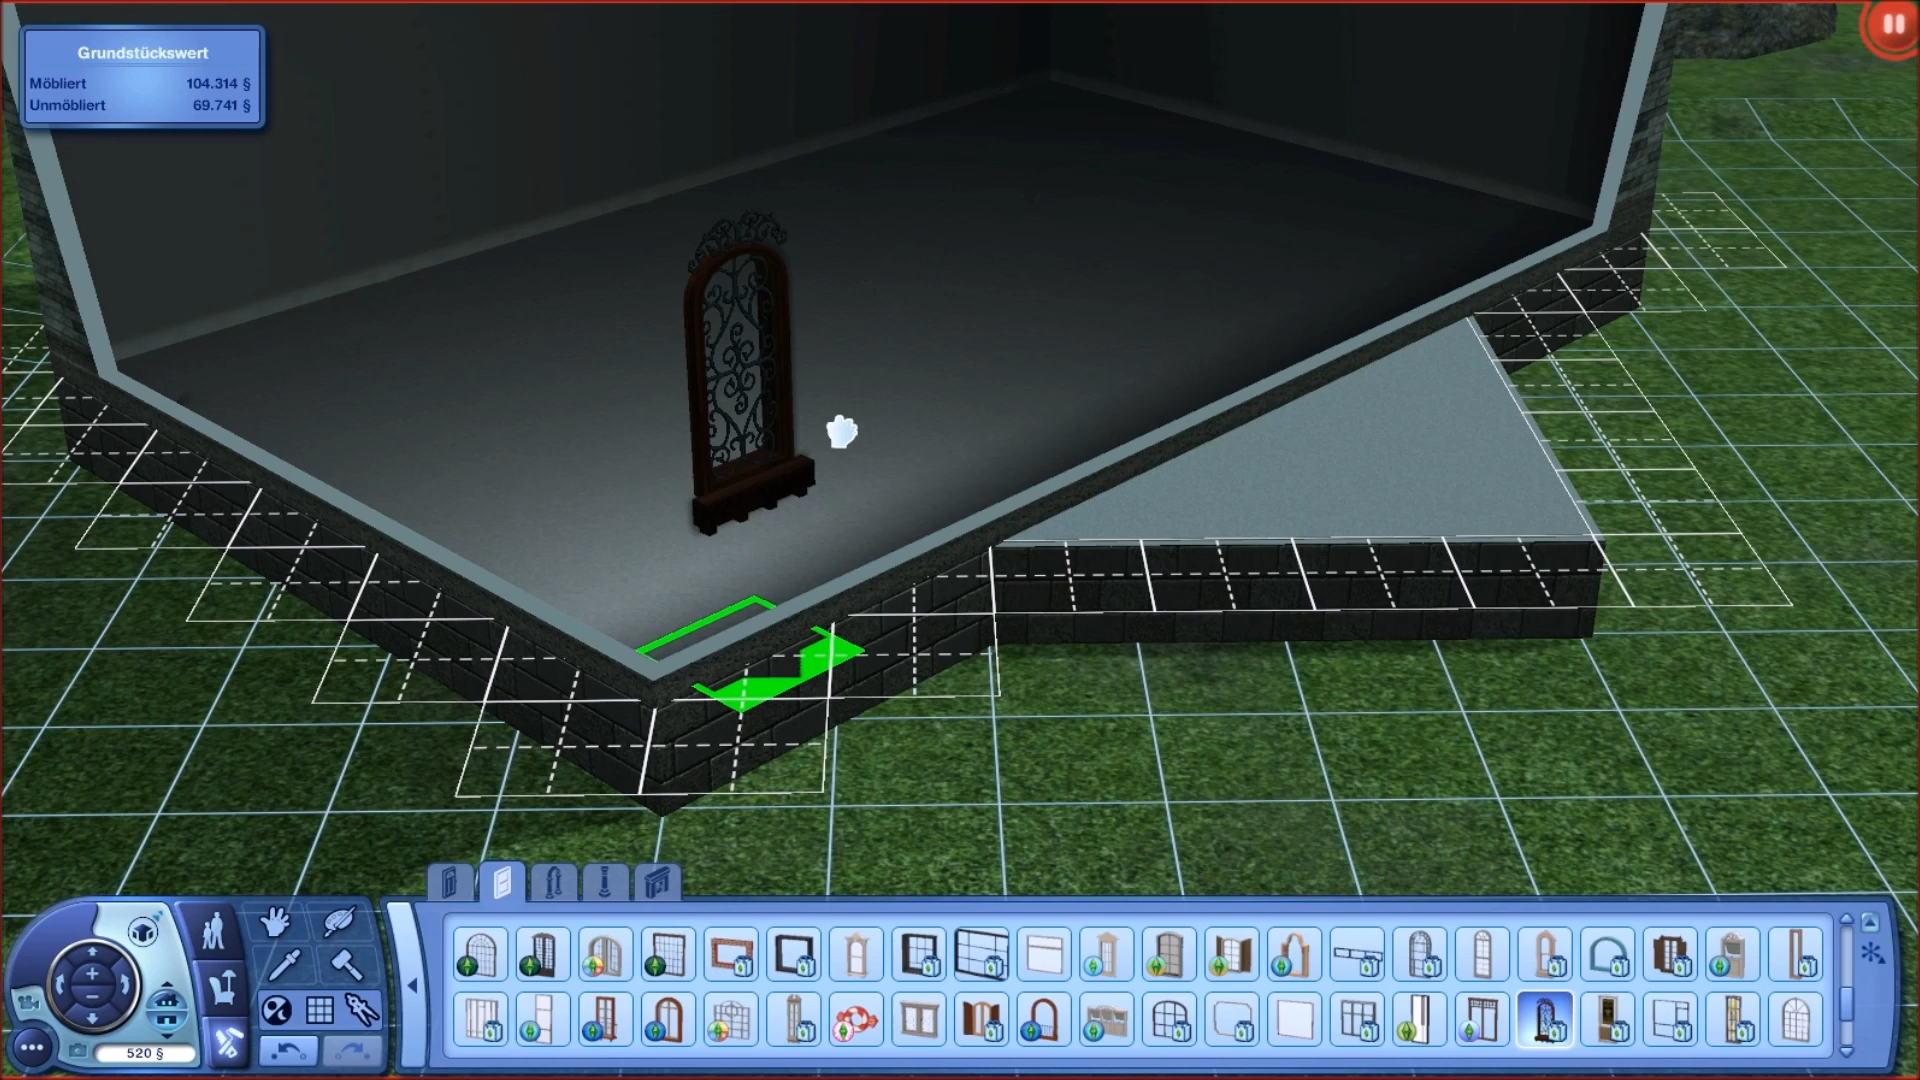 Grundstückswert
Möbliert 104.314 §
Unmöbliert 69.741 §
520 §